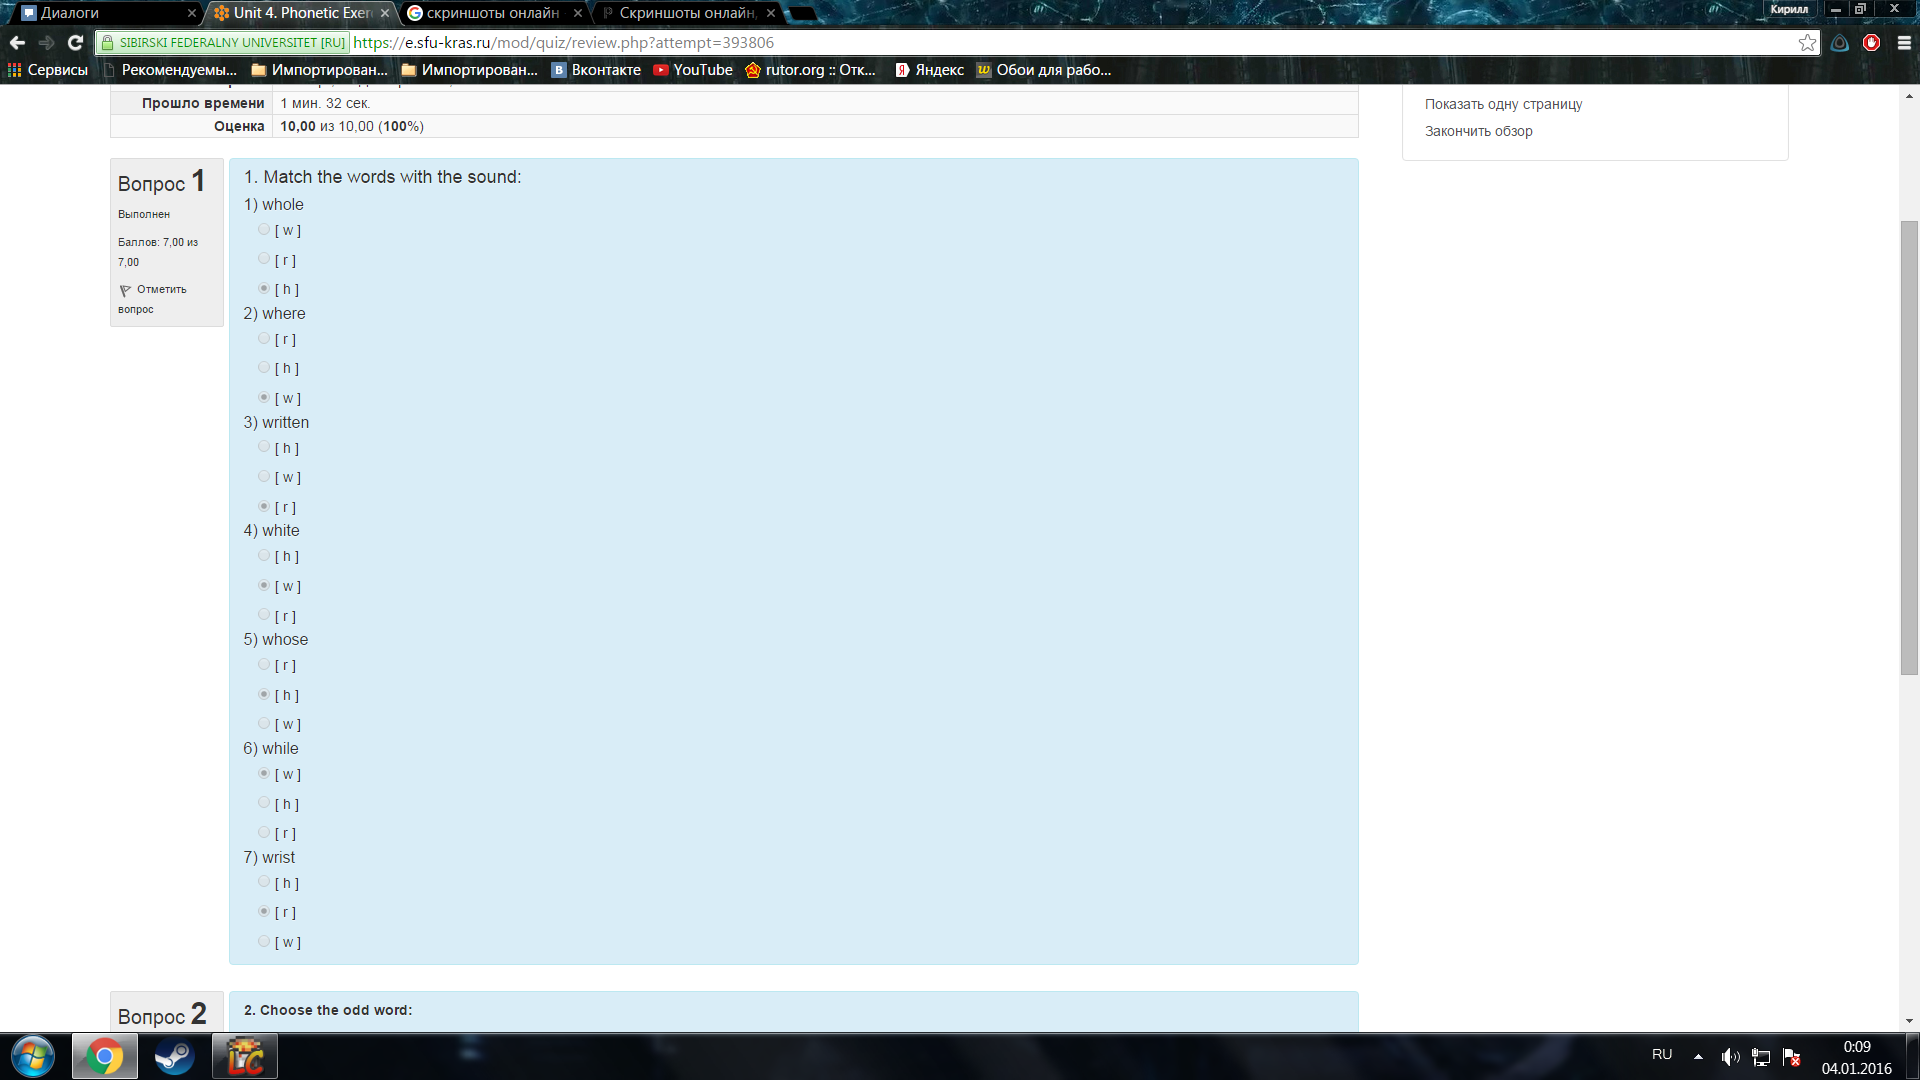 Диалоги
Unit 4. Phonetic Exer
скриншоты онлайн
Скриншоты онлайн,
Кирилл
SIBIRSKI FEDERALNY UNIVERSITET [RU]
https://e.sfu-kras.ru/mod/quiz/review.php?attempt=393806
Сервисы
Рекомендуемы...
Импортирован...
Импортирован...
Вконтакте
YouTube
rutor.org :: Отк...
Яндекс
Обои для рабо...
Прошло времени 1 мин. 32 сек.
Оценка 10,00 из 10,00 (100%)
Показать одну страницу
Закончить обзор
Вопрос 1
Выполнен
Баллов: 7,00 из
7,00
Отметить
вопрос
1. Match the words with the sound:
1) whole
[ w ]
[ r ]
[ h ]
2) where
[ r ]
[ h ]
[ w ]
3) written
[ h ]
[ w ]
[ r ]
4) white
[ h ]
[ w ]
[ r ]
5) whose
[ r ]
[ h ]
[ w ]
6) while
[ w ]
[ h ]
[ r ]
7) wrist
[ h ]
[ r ]
[ w ]
Вопрос 2
2. Choose the odd word:
RU
0:09
04.01.2016